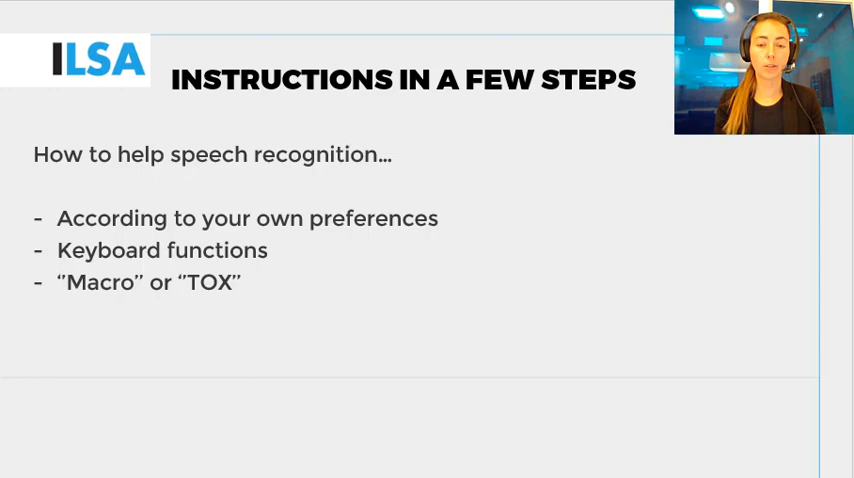 ILSA
INSTRUCTIONS IN A FEW STEPS
How to help speech recognition...
- According to your own preferences
- Keyboard functions
- “Macro” or “TOX”